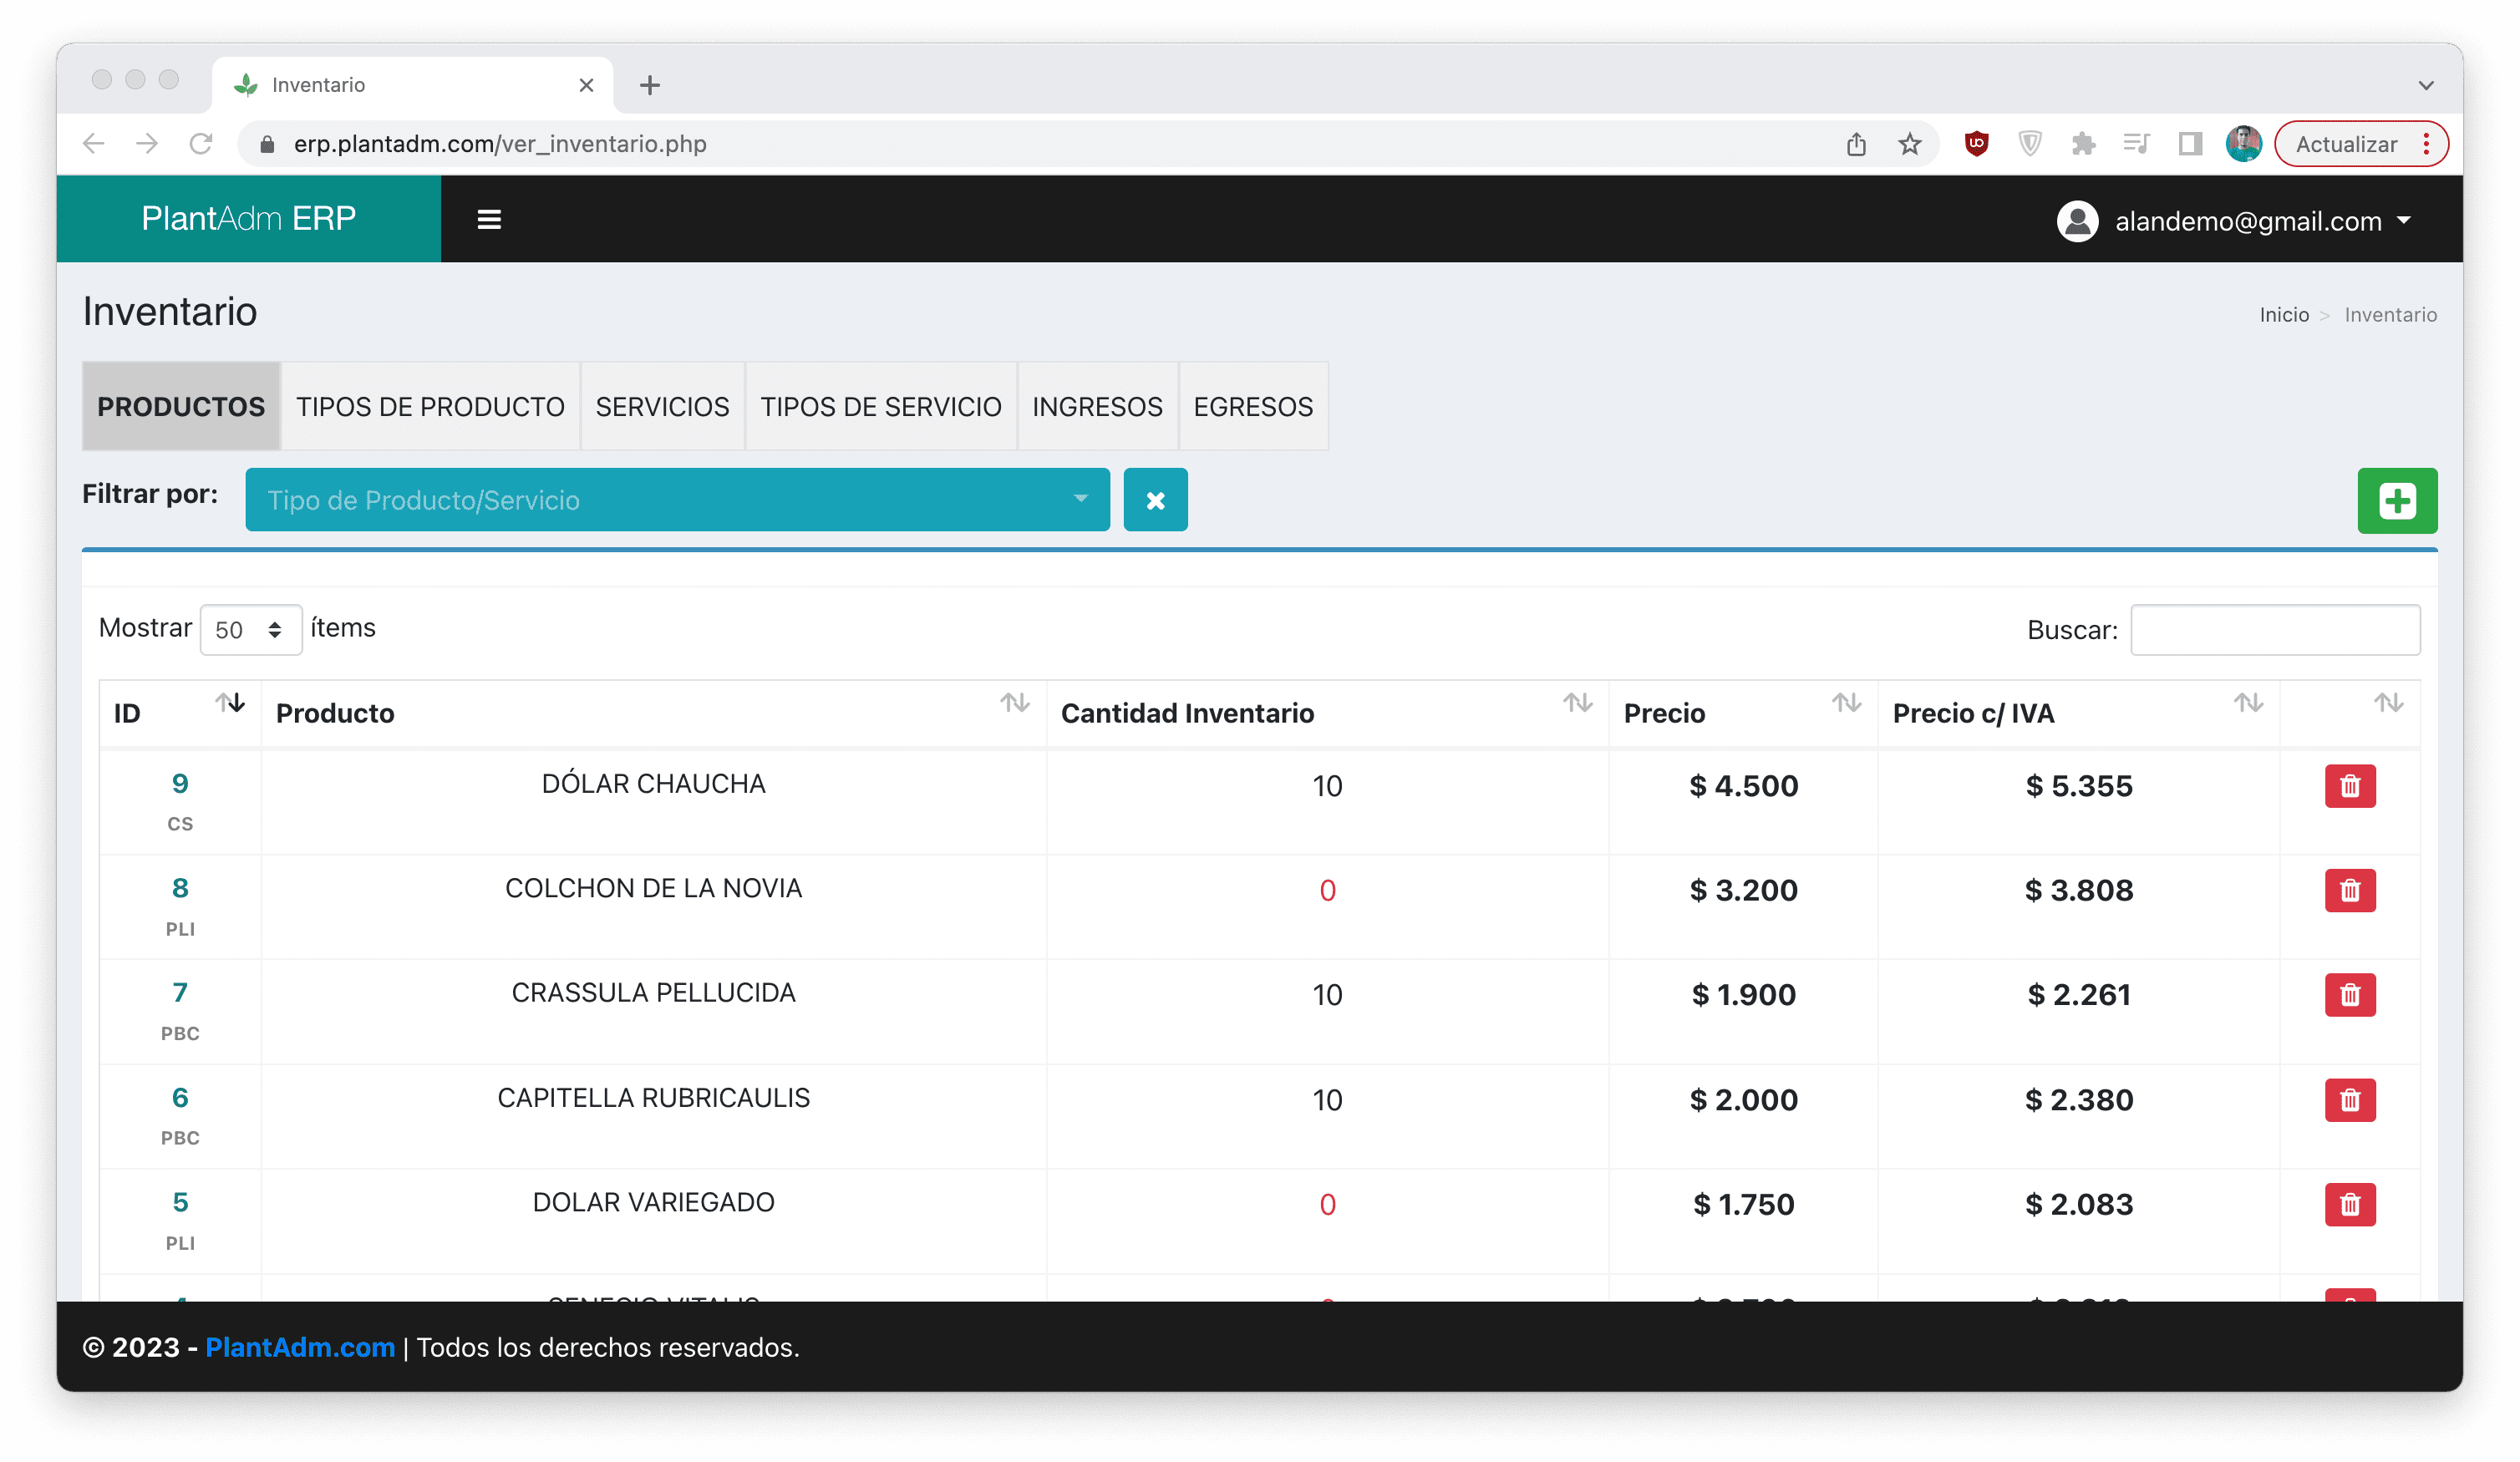 Inventario
erp.plantadm.com/ver_inventario.php
Actualizar
PlantAdm ERP
alandemo@gmail.com
Inventario
Inicio > Inventario
PRODUCTOS TIPOS DE PRODUCTO SERVICIOS TIPOS DE SERVICIO INGRESOS EGRESOS
Filtrar por: Tipo de Producto/Servicio
Mostrar 50 ítems
Buscar:
ID Producto Cantidad Inventario Precio Precio c/ IVA
9 DÓLAR CHAUCHA 10 $ 4.500 $ 5.355
CS
8 COLCHON DE LA NOVIA 0 $ 3.200 $ 3.808
PLI
7 CRASSULA PELLUCIDA 10 $ 1.900 $ 2.261
PBC
6 CAPITELLA RUBRICAULIS 10 $ 2.000 $ 2.380
PBC
5 DOLAR VARIEGADO 0 $ 1.750 $ 2.083
PLI
© 2023 - PlantAdm.com | Todos los derechos reservados.